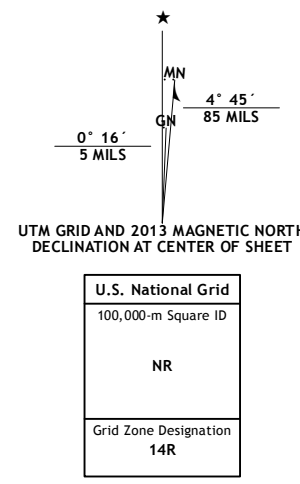 ★
MN
4° 45´
85 MILS
GN
0° 16´
5 MILS
UTM GRID AND 2013 MAGNETIC NORTH
DECLINATION AT CENTER OF SHEET
U.S. National Grid
100,000-m Square ID
NR
Grid Zone Designation
14R